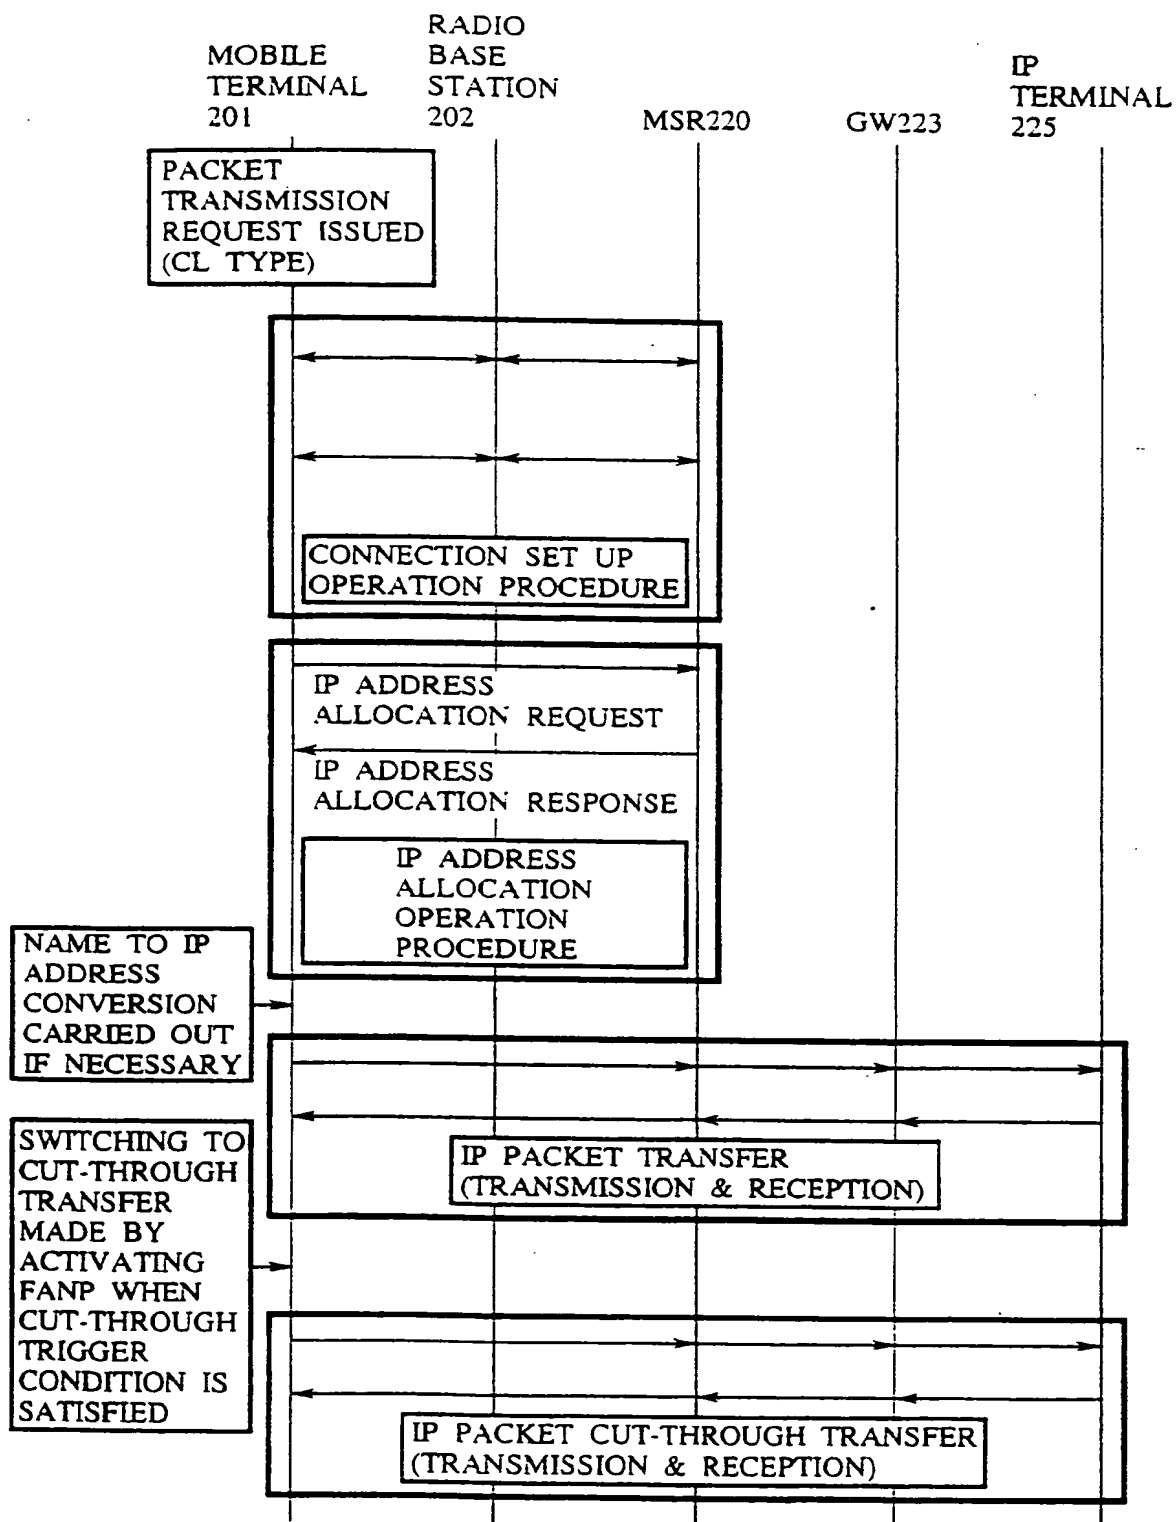 MOBILE
TERMINAL
201
RADIO
BASE
STATION
202
MSR220
GW223
IP
TERMINAL
225
PACKET
TRANSMISSION
REQUEST ISSUED
(CL TYPE)
CONNECTION SET UP
OPERATION PROCEDURE
IP ADDRESS
ALLOCATION REQUEST
IP ADDRESS
ALLOCATION RESPONSE
IP ADDRESS
ALLOCATION
OPERATION
PROCEDURE
NAME TO IP
ADDRESS
CONVERSION
CARRIED OUT
IF NECESSARY
IP PACKET TRANSFER
(TRANSMISSION & RECEPTION)
SWITCHING TO
CUT-THROUGH
TRANSFER
MADE BY
ACTIVATING
FANP WHEN
CUT-THROUGH
TRIGGER
CONDITION IS
SATISFIED
IP PACKET CUT-THROUGH TRANSFER
(TRANSMISSION & RECEPTION)